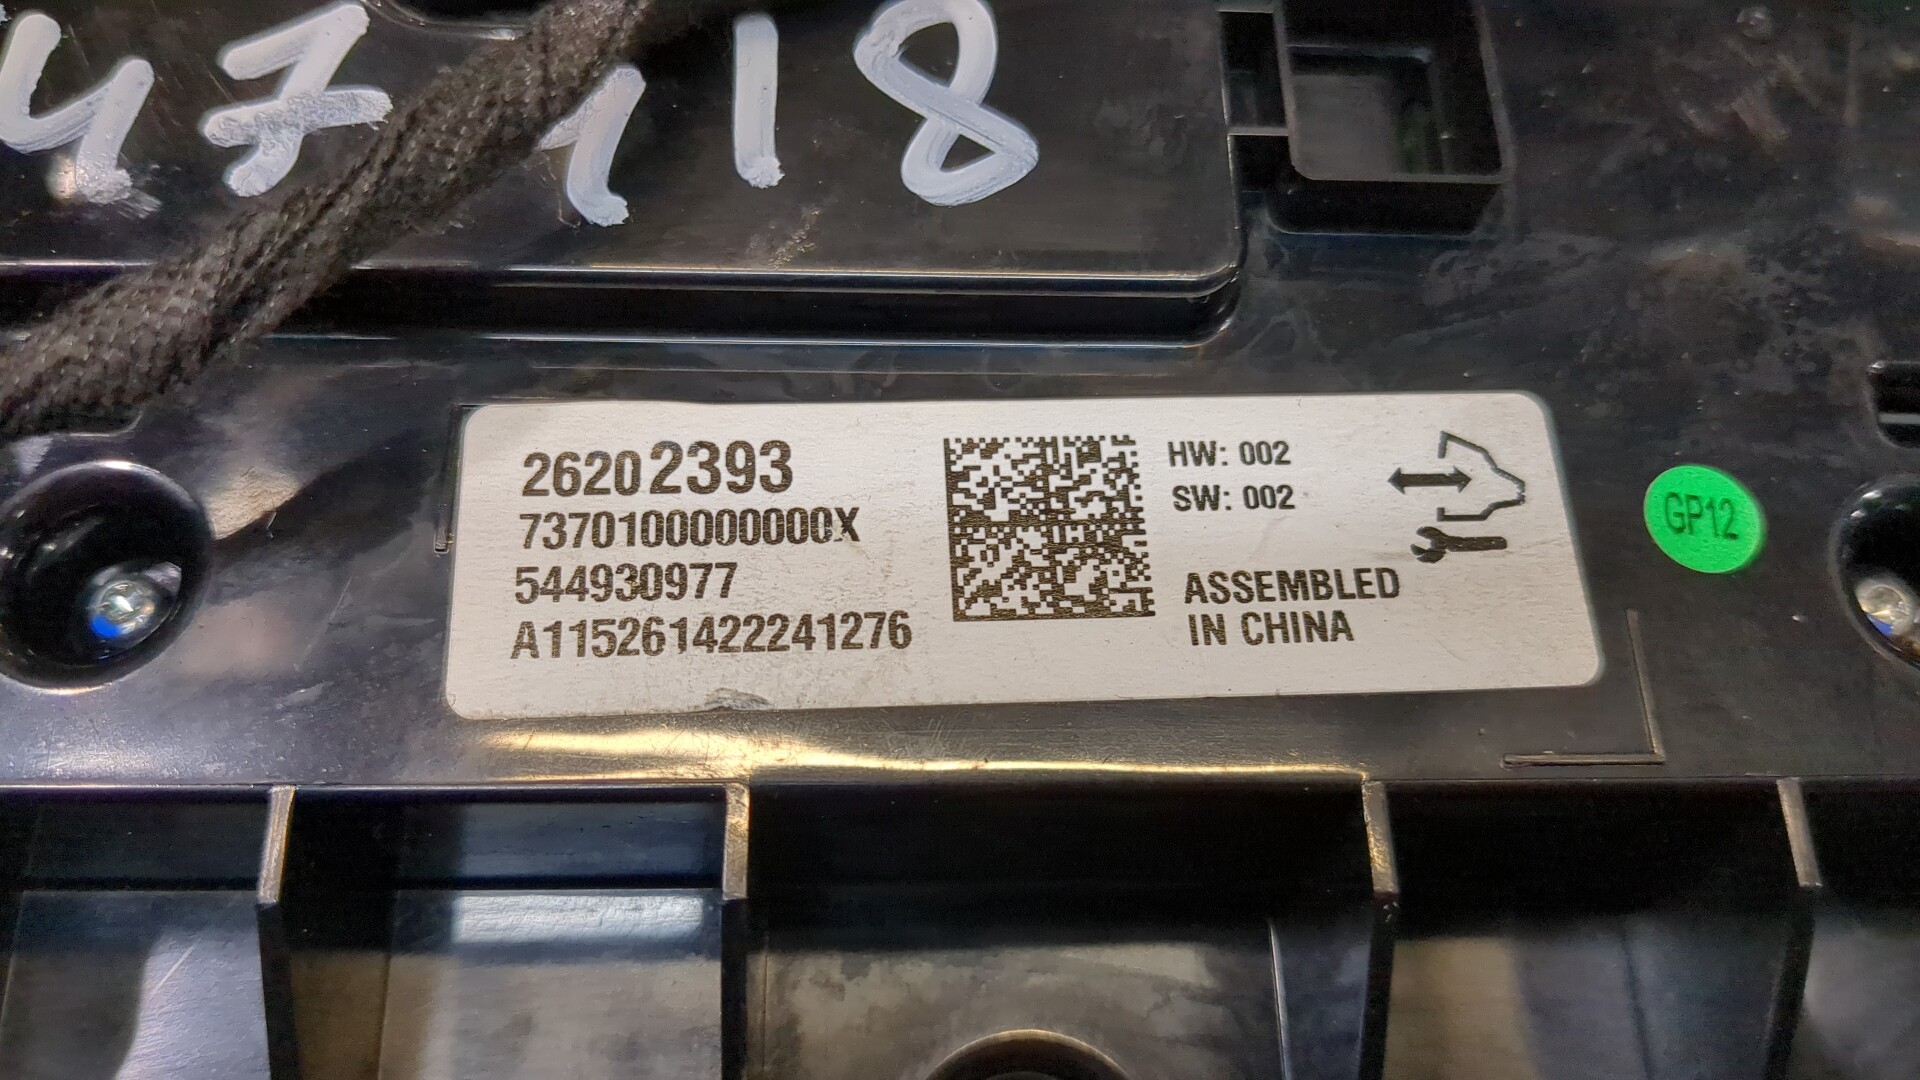 47118
26202393
7370100000000X
544930977
A115261422241276
HW: 002
SW: 002
ASSEMBLED
IN CHINA
GP12